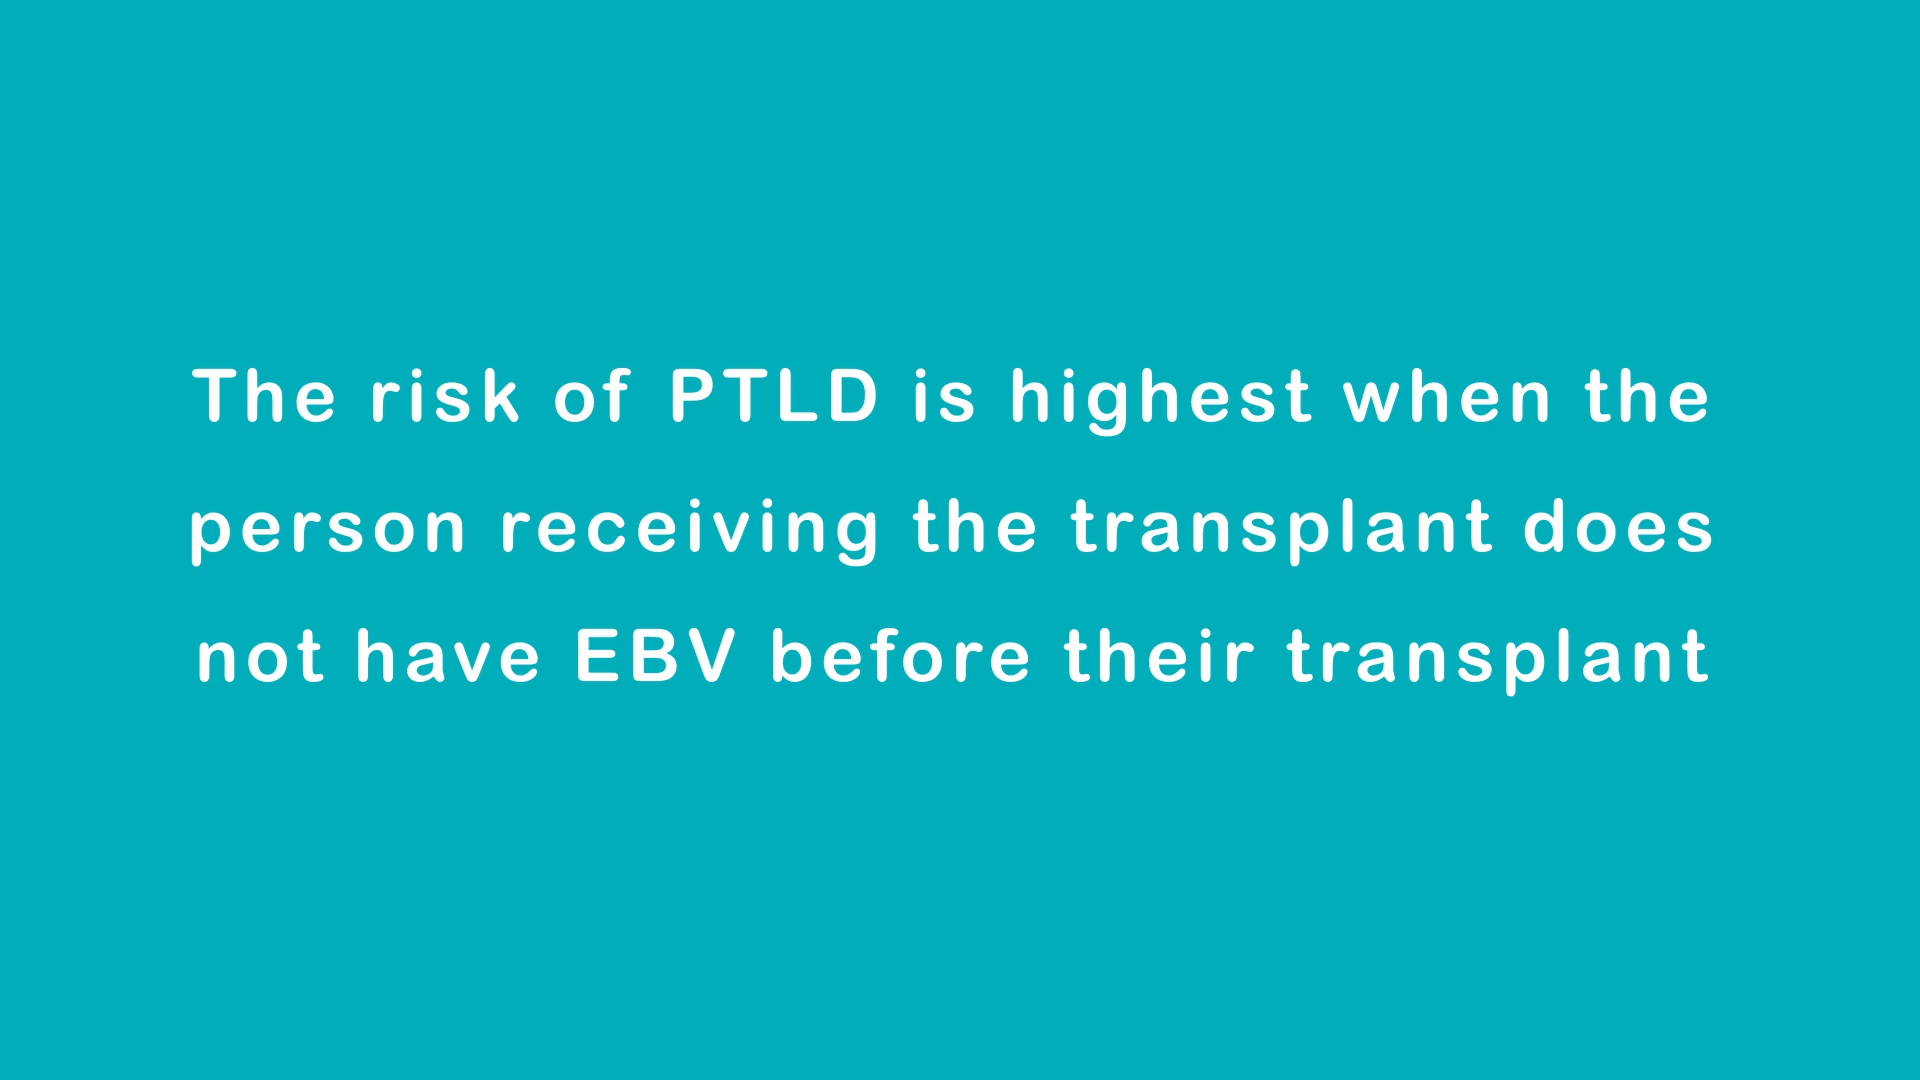 The risk of PTLD is highest when the
person receiving the transplant does
not have EBV before their transplant